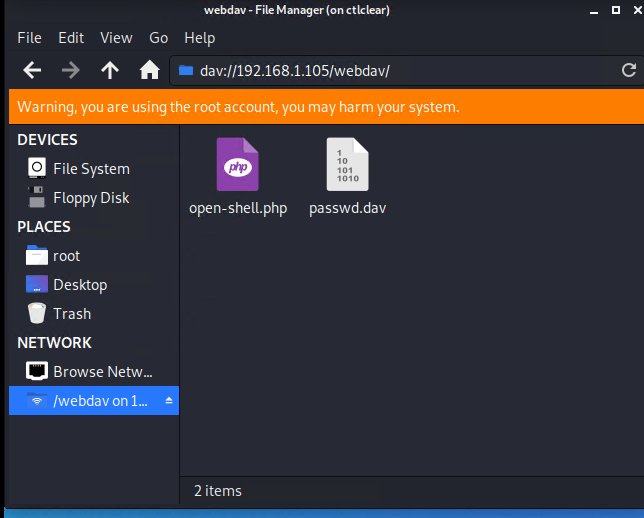 webdav - File Manager (on ctlclear)
File Edit View Go Help
dav://192.168.1.105/webdav/
Warning, you are using the root account, you may harm your system.
DEVICES
File System
Floppy Disk
PLACES
root
Desktop
Trash
NETWORK
Browse Netw...
/webdav on 1...
php
open-shell.php
1
10
101
1010
passwd.dav
2 items